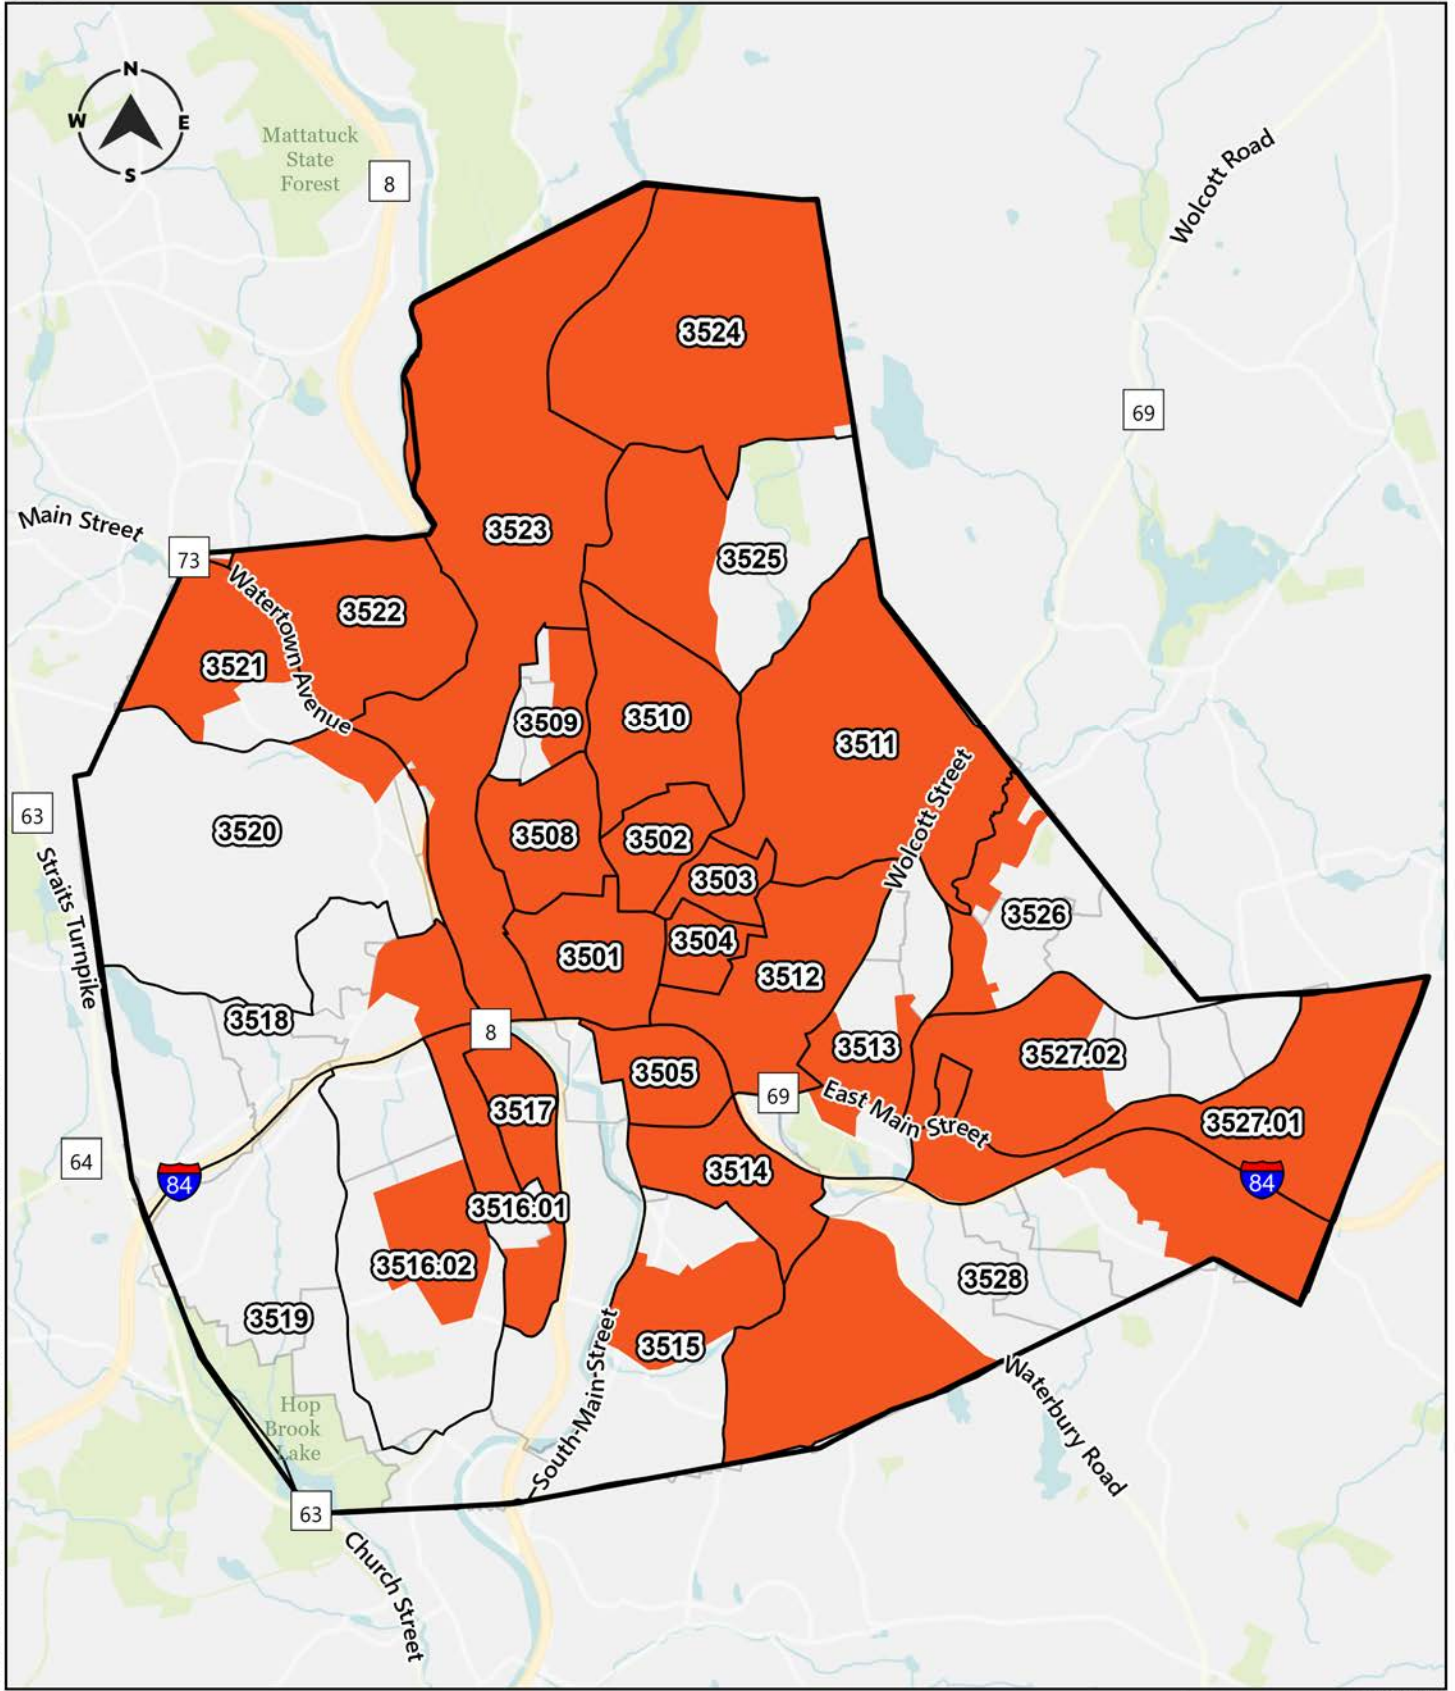 N
W
E
S
Mattatuck
State
Forest
8
Wolcott Road
3524
69
Main Street
73
3523
3525
Watertown Avenue
3522
3521
3509
3510
3511
Wolcott Street
63
3520
3508
3502
3503
Straits Turnpike
3526
3504
3501
3512
3518
8
3513
3527.02
3505
69
East Main Street
3517
3527.01
64
84
3514
84
3516.01
3516.02
3528
3519
3515
South-Main-Street
Waterbury Road
Hop
Brook
Lake
63
Church Street